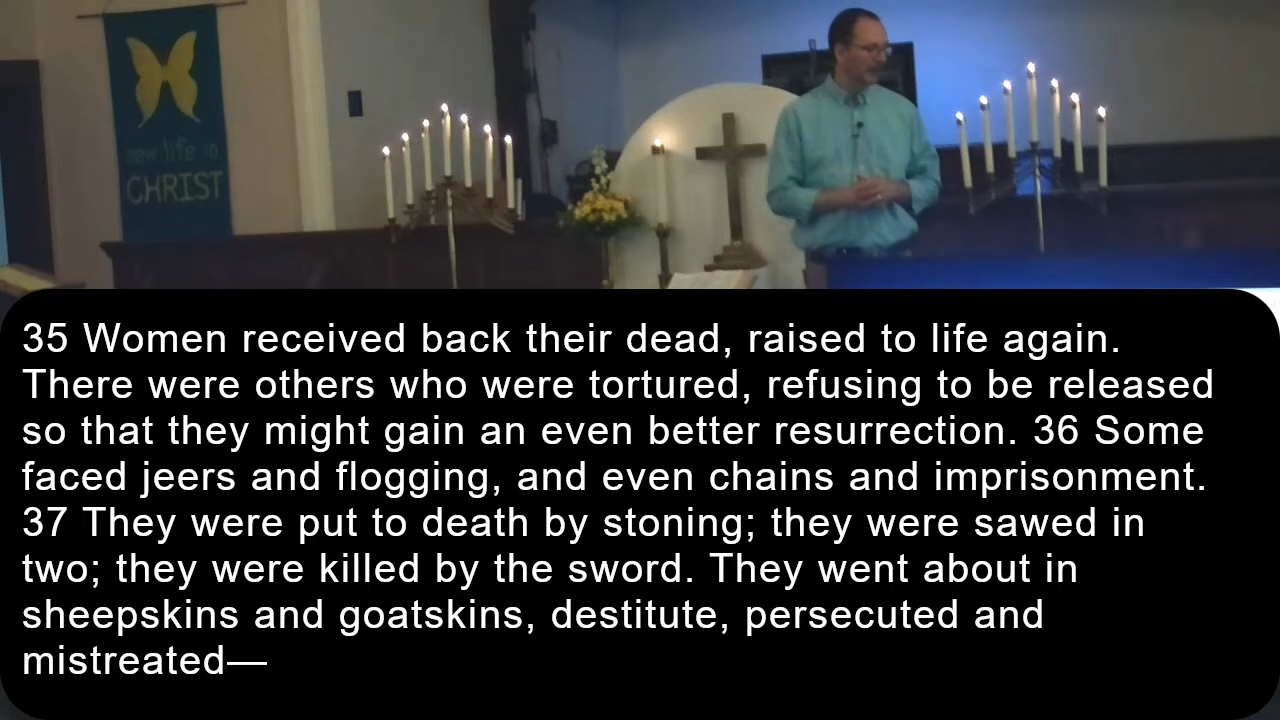 new life in
CHRIST
35 Women received back their dead, raised to life again.
There were others who were tortured, refusing to be released
so that they might gain an even better resurrection. 36 Some
faced jeers and flogging, and even chains and imprisonment.
37 They were put to death by stoning; they were sawed in
two; they were killed by the sword. They went about in
sheepskins and goatskins, destitute, persecuted and
mistreated—